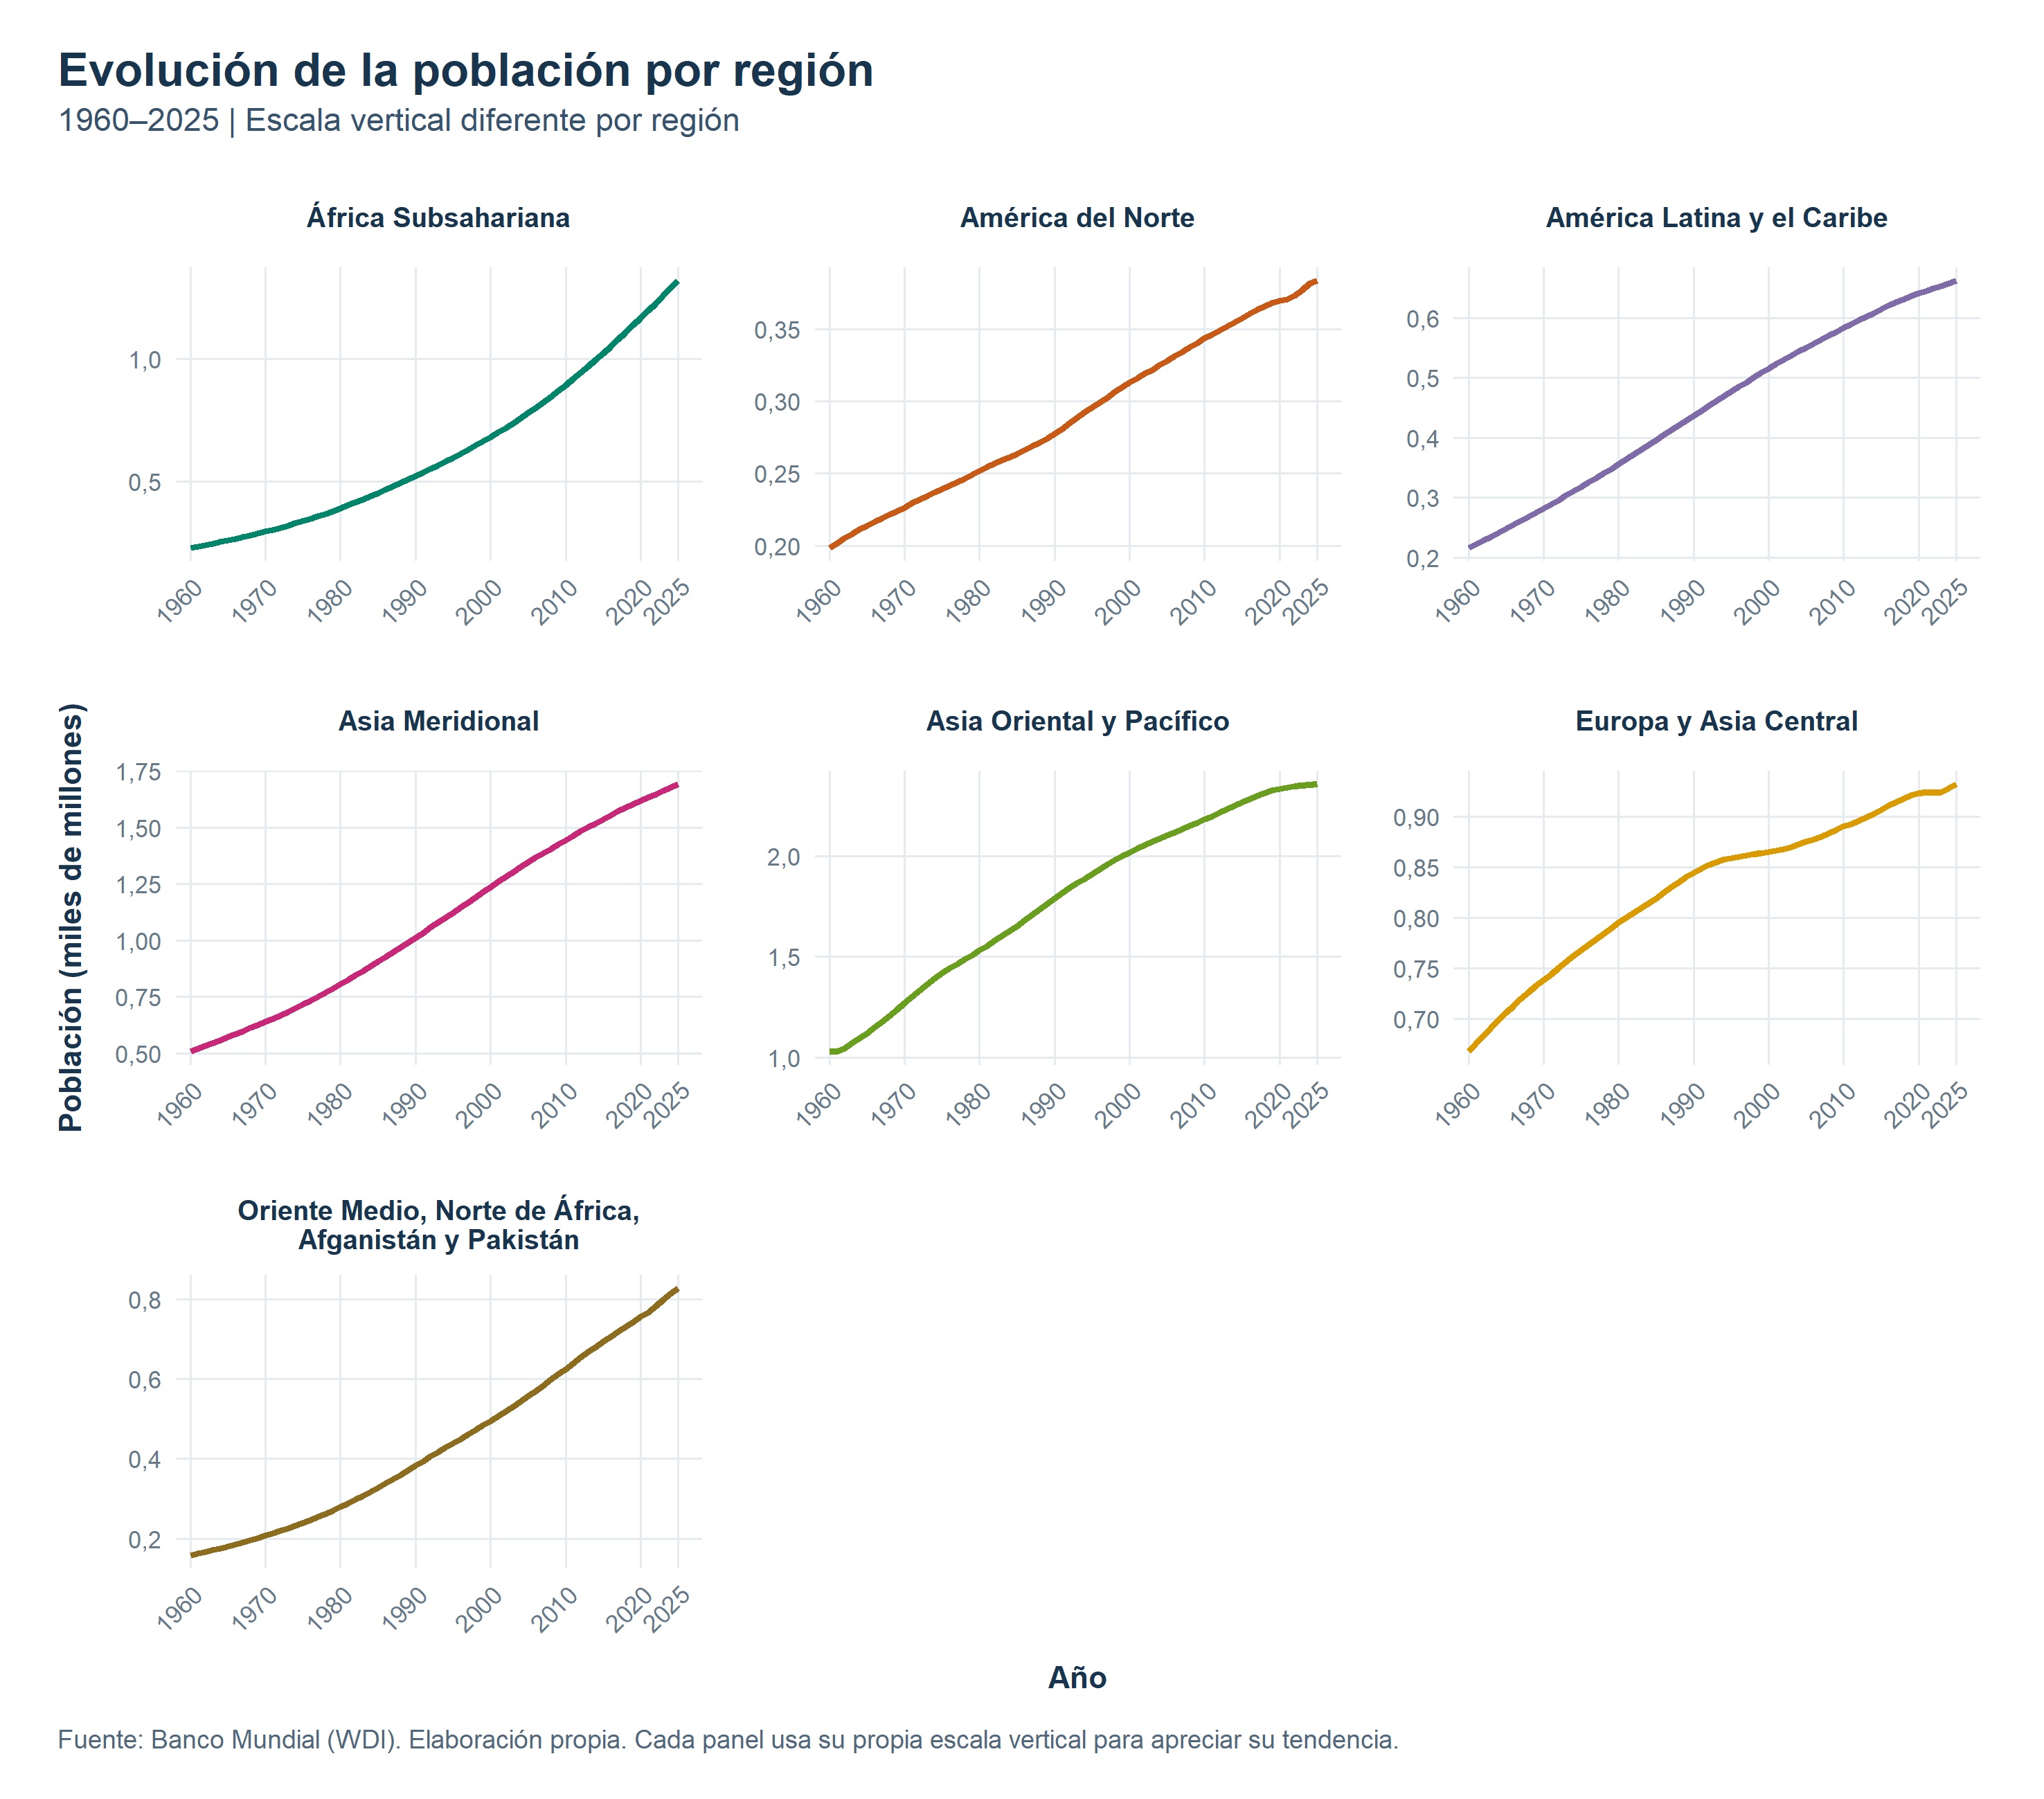 Evolución de la población por región
1960–2025 | Escala vertical diferente por región
África Subsahariana
1,0
0,5
1960 1970 1980 1990 2000 2010 2020 2025
América del Norte
0,35
0,30
0,25
0,20
1960 1970 1980 1990 2000 2010 2020 2025
América Latina y el Caribe
0,6
0,5
0,4
0,3
0,2
1960 1970 1980 1990 2000 2010 2020 2025
Población (miles de millones)
Asia Meridional
1,75
1,50
1,25
1,00
0,75
0,50
1960 1970 1980 1990 2000 2010 2020 2025
Asia Oriental y Pacífico
2,0
1,5
1,0
1960 1970 1980 1990 2000 2010 2020 2025
Europa y Asia Central
0,90
0,85
0,80
0,75
0,70
1960 1970 1980 1990 2000 2010 2020 2025
Oriente Medio, Norte de África,
Afganistán y Pakistán
0,8
0,6
0,4
0,2
1960 1970 1980 1990 2000 2010 2020 2025
Año
Fuente: Banco Mundial (WDI). Elaboración propia. Cada panel usa su propia escala vertical para apreciar su tendencia.